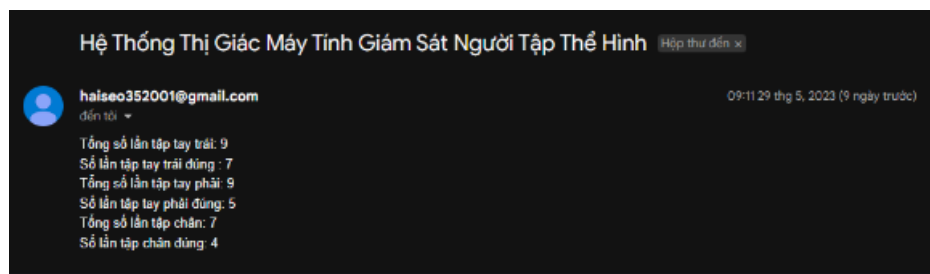 Hệ Thống Thị Giác Máy Tính Giám Sát Người Tập Thể Hình Hộp thư đến ×
haiseo352001@gmail.com 09:11 29 thg 5, 2023 (9 ngày trước)
đến tôi
Tổng số lần tập tay trái: 9
Số lần tập tay trái đúng : 7
Tổng số lần tập tay phải: 9
Số lần tập tay phải đúng: 5
Tổng số lần tập chân: 7
Số lần tập chân đúng: 4